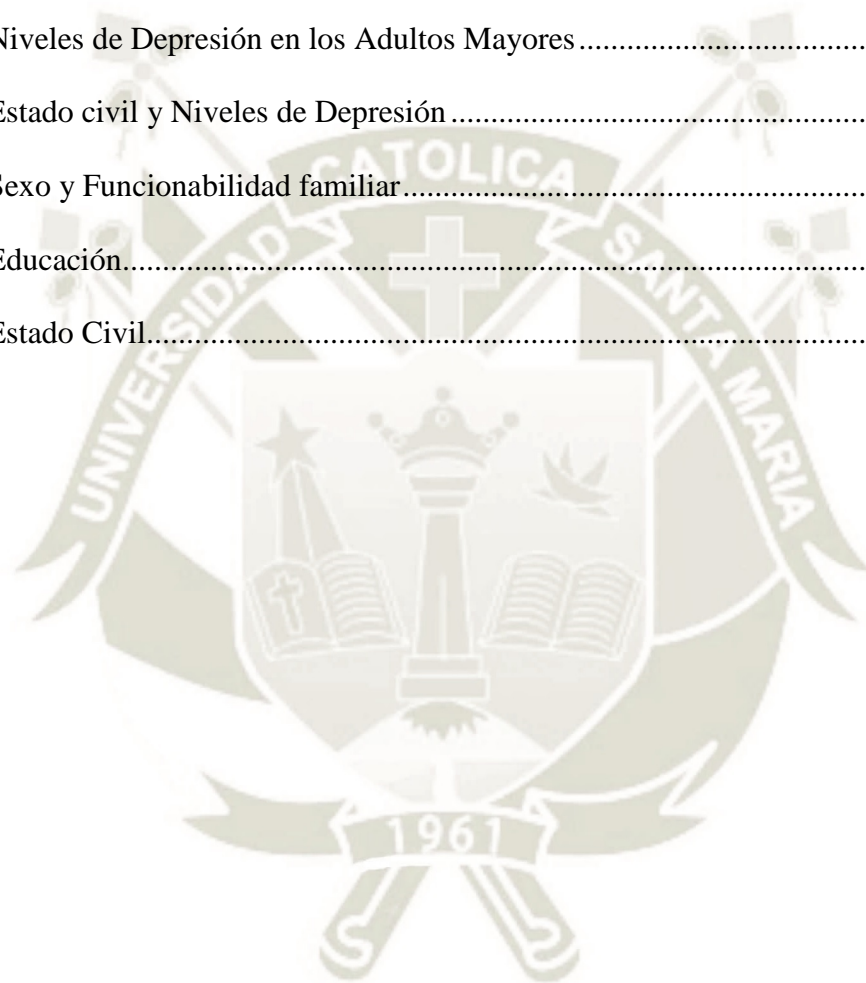 Niveles de Depresión en los Adultos Mayores........................................
Estado civil y Niveles de Depresión........................................................
Sexo y Funcionabilidad familiar..............................................................
Educación.................................................................................................
Estado Civil..............................................................................................
UNIVERSIDAD CATOLICA SANTA MARIA
1961